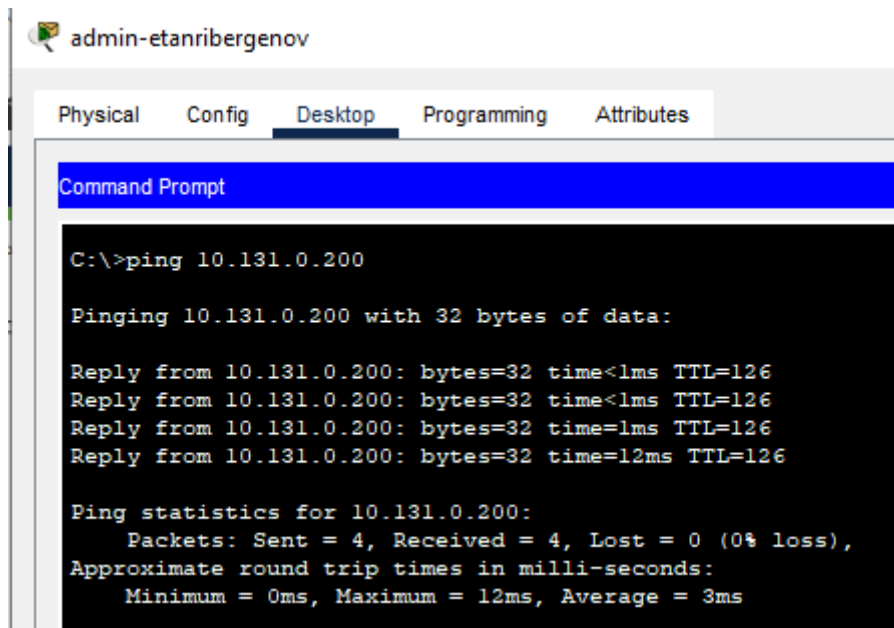 admin-etanribergenov
Physical Config Desktop Programming Attributes
Command Prompt
C:\>ping 10.131.0.200
Pinging 10.131.0.200 with 32 bytes of data:
Reply from 10.131.0.200: bytes=32 time<1ms TTL=126
Reply from 10.131.0.200: bytes=32 time<1ms TTL=126
Reply from 10.131.0.200: bytes=32 time=1ms TTL=126
Reply from 10.131.0.200: bytes=32 time=12ms TTL=126
Ping statistics for 10.131.0.200:
Packets: Sent = 4, Received = 4, Lost = 0 (0% loss),
Approximate round trip times in milli-seconds:
Minimum = 0ms, Maximum = 12ms, Average = 3ms